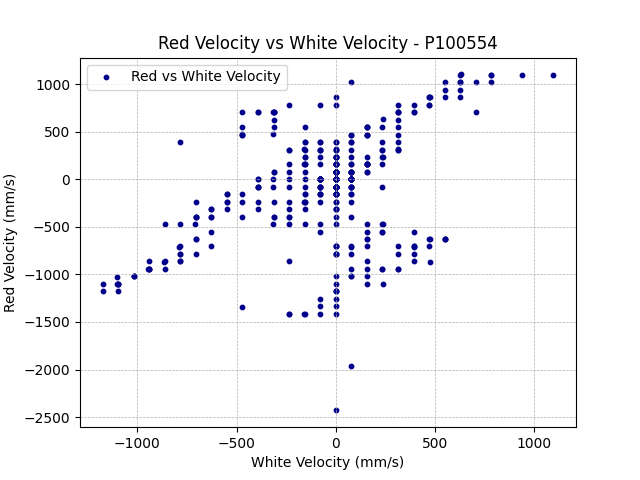 Red Velocity vs White Velocity - P100554
Red vs White Velocity
1000
500
0
−500
−1000
−1500
−2000
−2500
Red Velocity (mm/s)
−1000 −500 0 500 1000
White Velocity (mm/s)